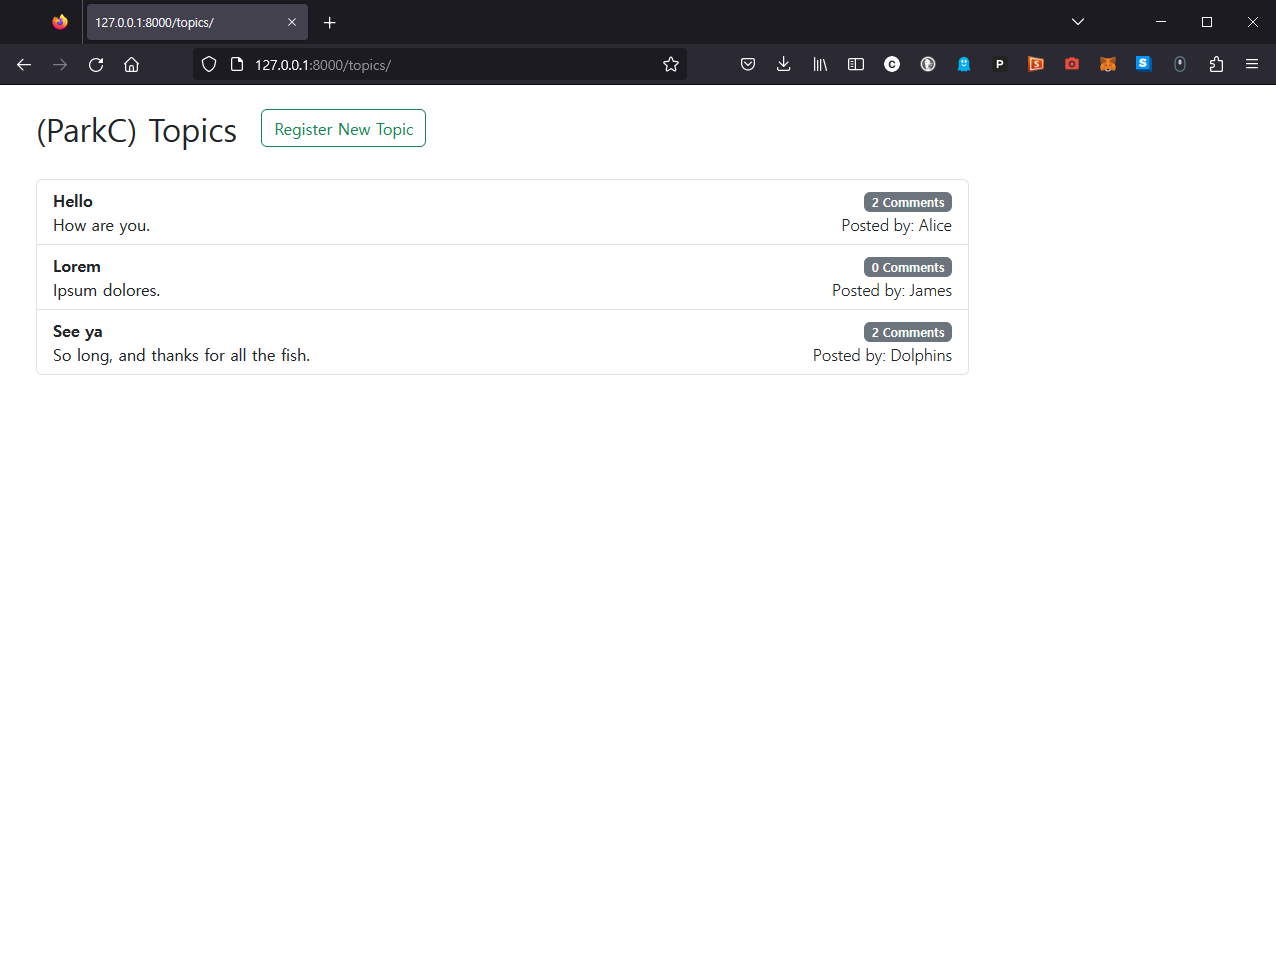 127.0.0.1:8000/topics/
127.0.0.1:8000/topics/
(ParkC) Topics Register New Topic
Hello 2 Comments
How are you. Posted by: Alice
Lorem 0 Comments
Ipsum dolores. Posted by: James
See ya 2 Comments
So long, and thanks for all the fish. Posted by: Dolphins